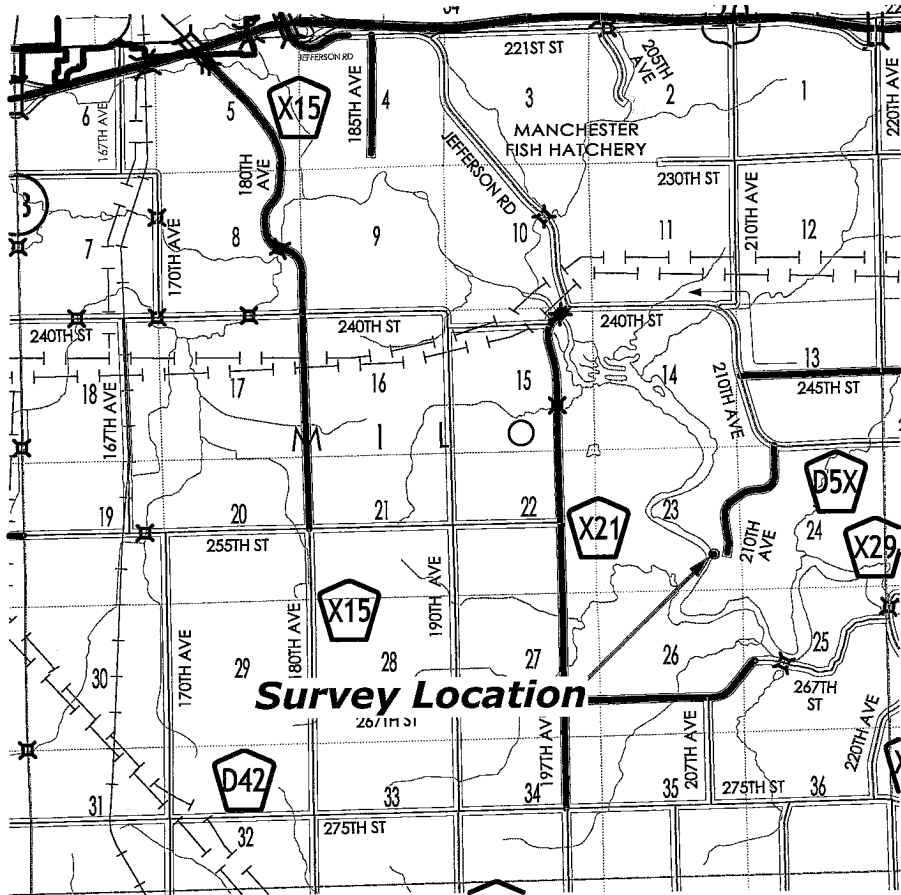 221ST ST
205TH
AVE
220TH AVE
JEFFERSON RD
X15
185TH AVE
167TH AVE
6
5
4
3
2
1
MANCHESTER
FISH HATCHERY
JEFFERSON RD
180TH
AVE
230TH ST
210TH AVE
7
8
9
10
11
12
170TH AVE
240TH ST
240TH ST
240TH ST
13
18
17
16
15
14
245TH ST
167TH AVE
210TH AVE
M I L O
D5X
19
20
21
22
23
24
X21
X29
255TH ST
210TH
AVE
X15
190TH AVE
170TH AVE
180TH AVE
30
29
28
27
26
25
Survey Location
267TH ST
267TH
ST
197TH AVE
207TH AVE
220TH AVE
D42
275TH ST
31
32
33
34
35
36
275TH ST